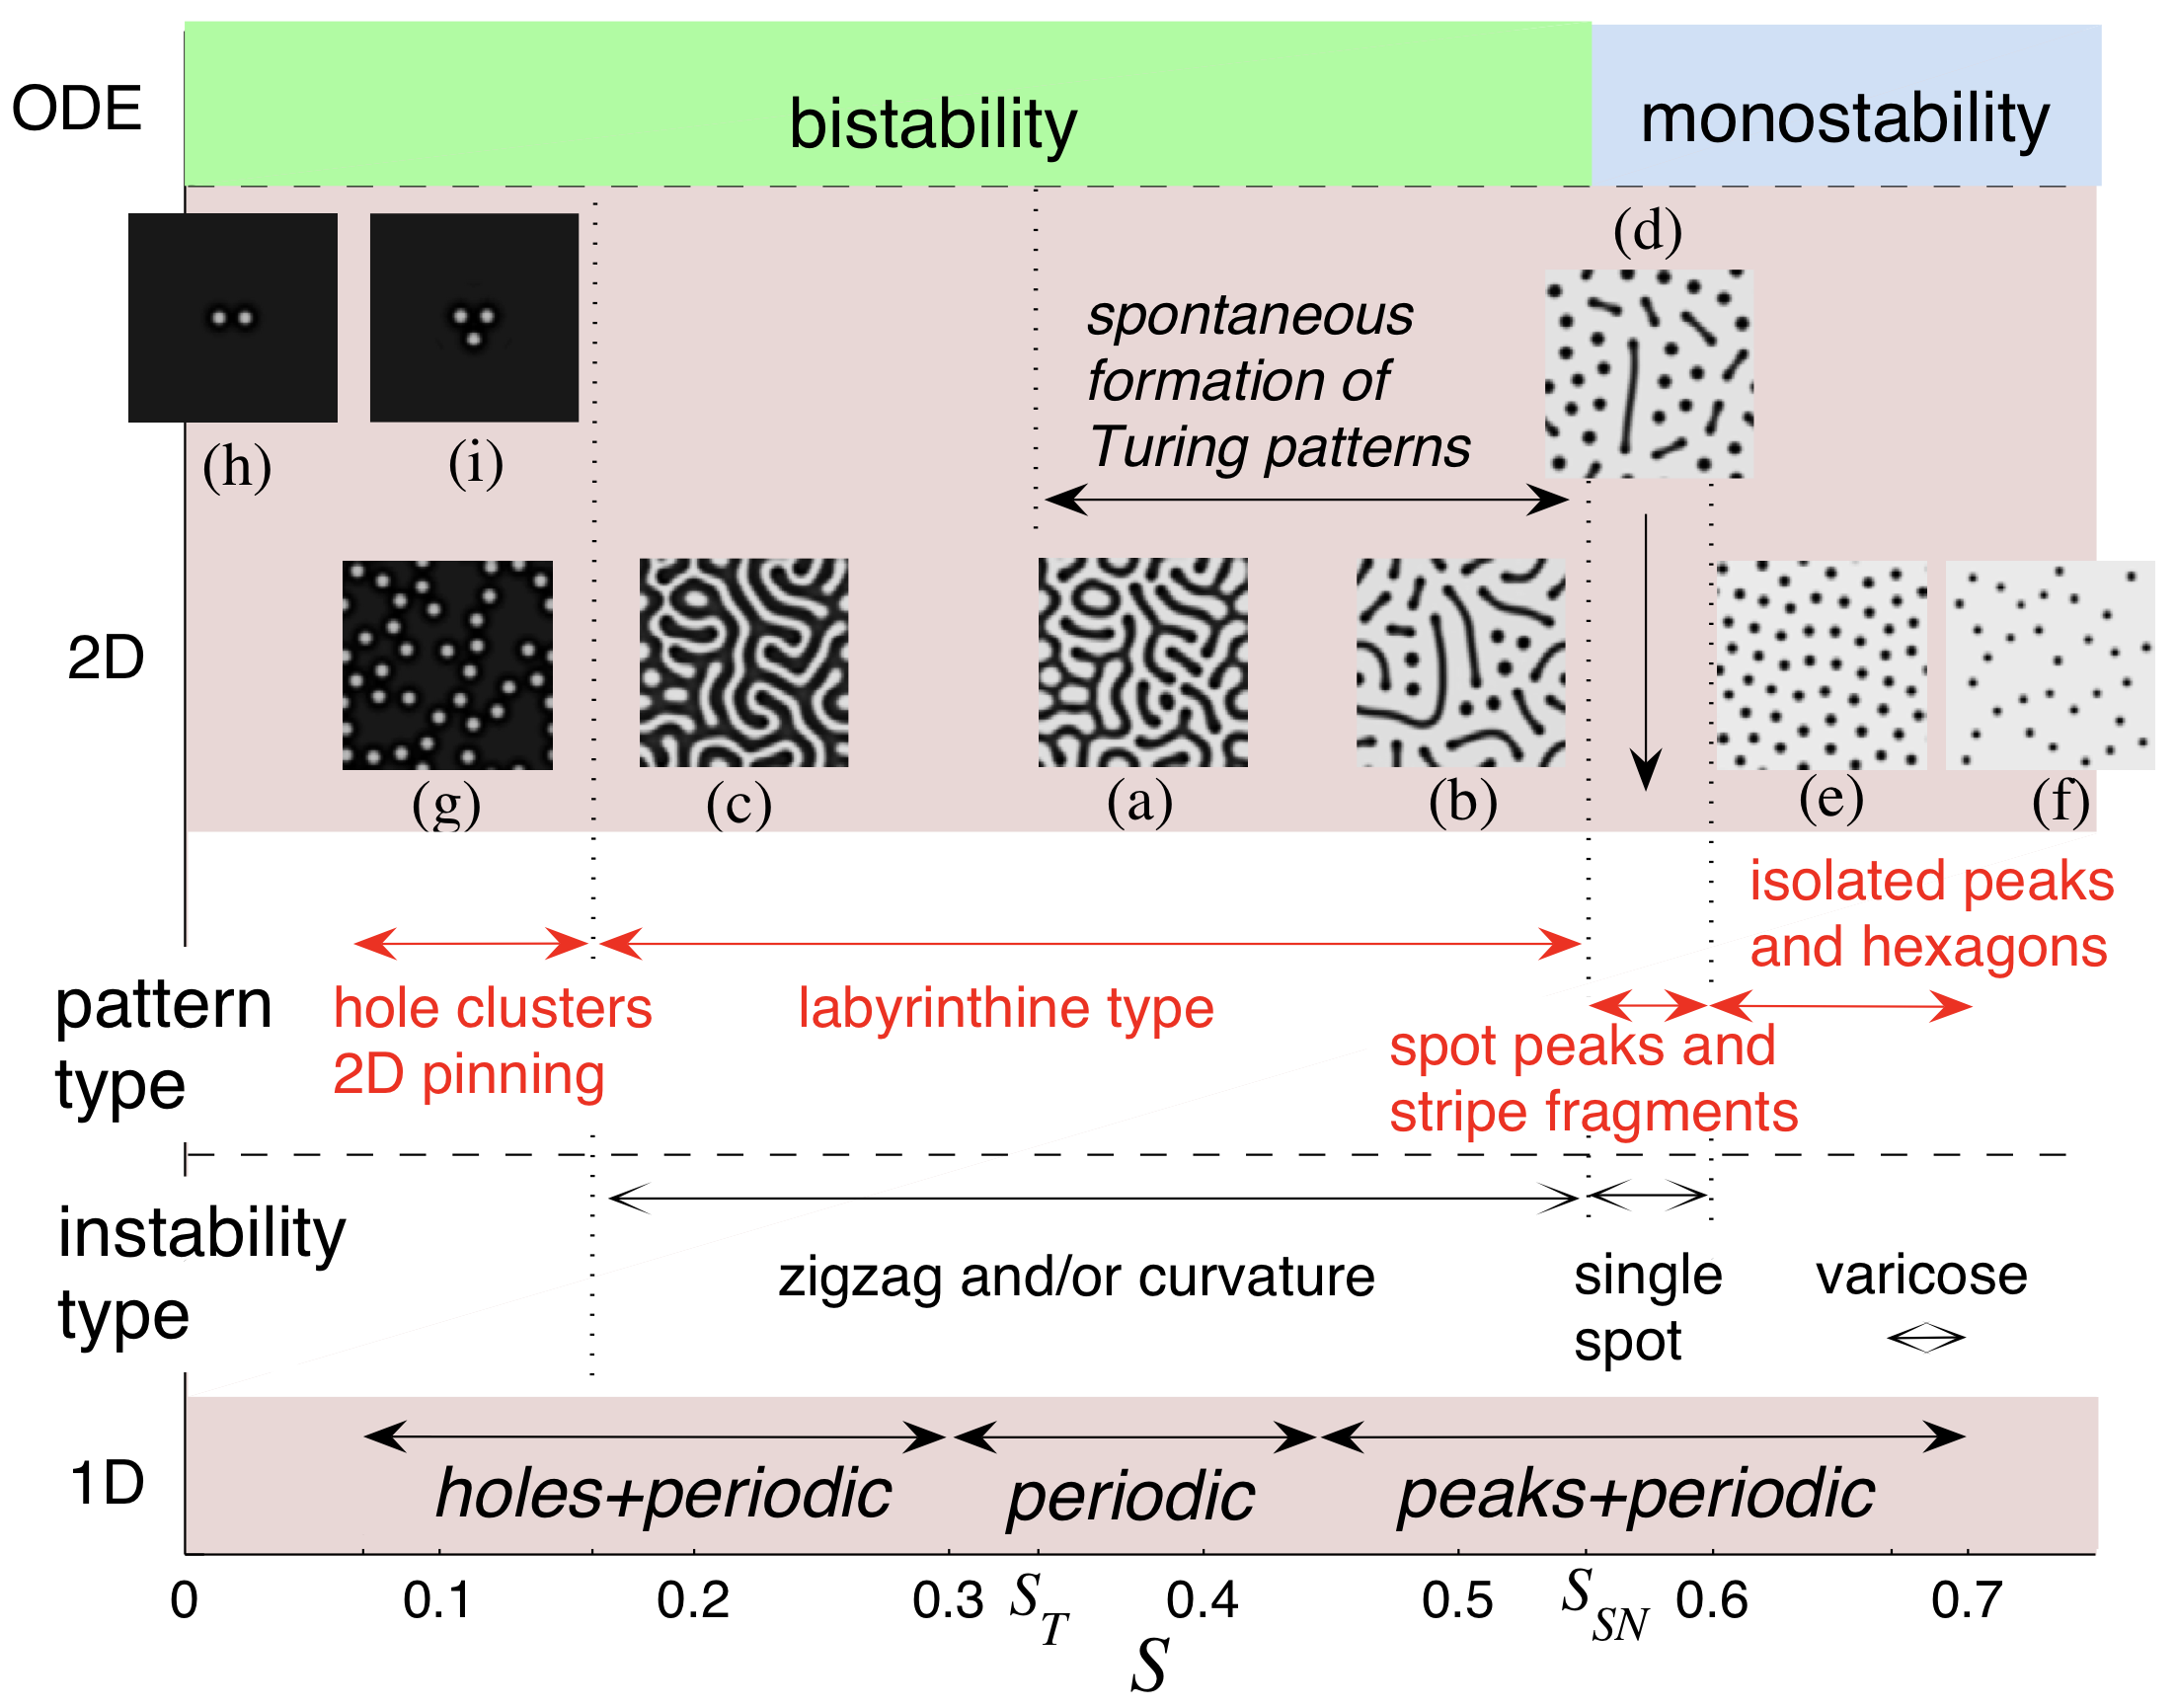 ODE
bistability
monostability
(d)
spontaneous
formation of
Turing patterns
(h)
(i)
2D
(g)
(c)
(a)
(b)
(e)
(f)
isolated peaks
and hexagons
pattern
type
hole clusters
2D pinning
labyrinthine type
spot peaks and
stripe fragments
instability
type
zigzag and/or curvature
single
spot
varicose
1D
holes+periodic
periodic
peaks+periodic
0 0.1 0.2 0.3 S_T 0.4 0.5 S_SN 0.6 0.7
S